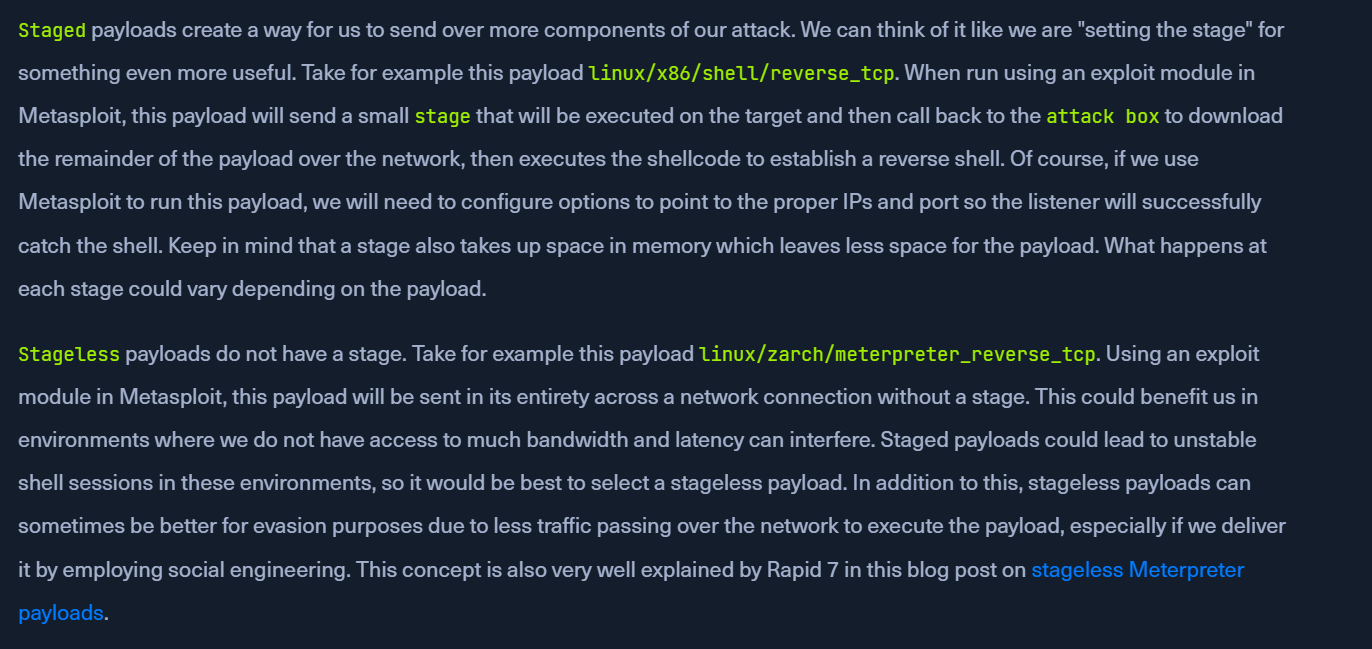 Staged payloads create a way for us to send over more components of our attack. We can think of it like we are "setting the stage" for
something even more useful. Take for example this payload linux/x86/shell/reverse_tcp. When run using an exploit module in
Metasploit, this payload will send a small stage that will be executed on the target and then call back to the attack box to download
the remainder of the payload over the network, then executes the shellcode to establish a reverse shell. Of course, if we use
Metasploit to run this payload, we will need to configure options to point to the proper IPs and port so the listener will successfully
catch the shell. Keep in mind that a stage also takes up space in memory which leaves less space for the payload. What happens at
each stage could vary depending on the payload.
Stageless payloads do not have a stage. Take for example this payload linux/zarch/meterpreter_reverse_tcp. Using an exploit
module in Metasploit, this payload will be sent in its entirety across a network connection without a stage. This could benefit us in
environments where we do not have access to much bandwidth and latency can interfere. Staged payloads could lead to unstable
shell sessions in these environments, so it would be best to select a stageless payload. In addition to this, stageless payloads can
sometimes be better for evasion purposes due to less traffic passing over the network to execute the payload, especially if we deliver
it by employing social engineering. This concept is also very well explained by Rapid 7 in this blog post on stageless Meterpreter
payloads.